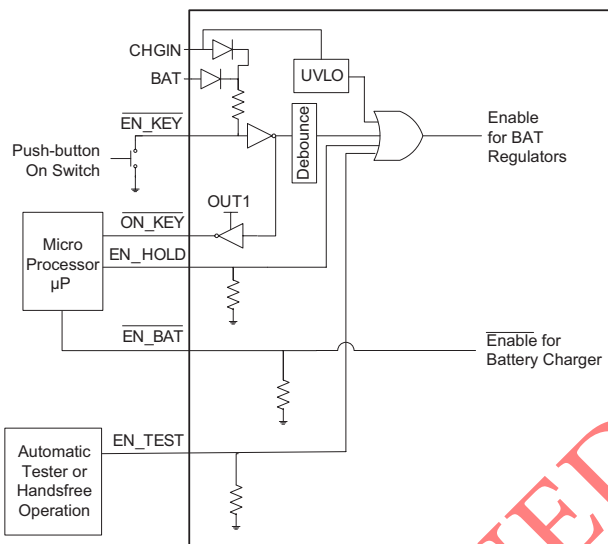 CHGIN
BAT
UVLO
EN_KEY
Debounce
Enable
for BAT
Regulators
Push-button
On Switch
OUT1
ON_KEY
Micro
Processor
µP
EN_HOLD
EN_BAT
Enable for
Battery Charger
EN_TEST
Automatic
Tester or
Handsfree
Operation